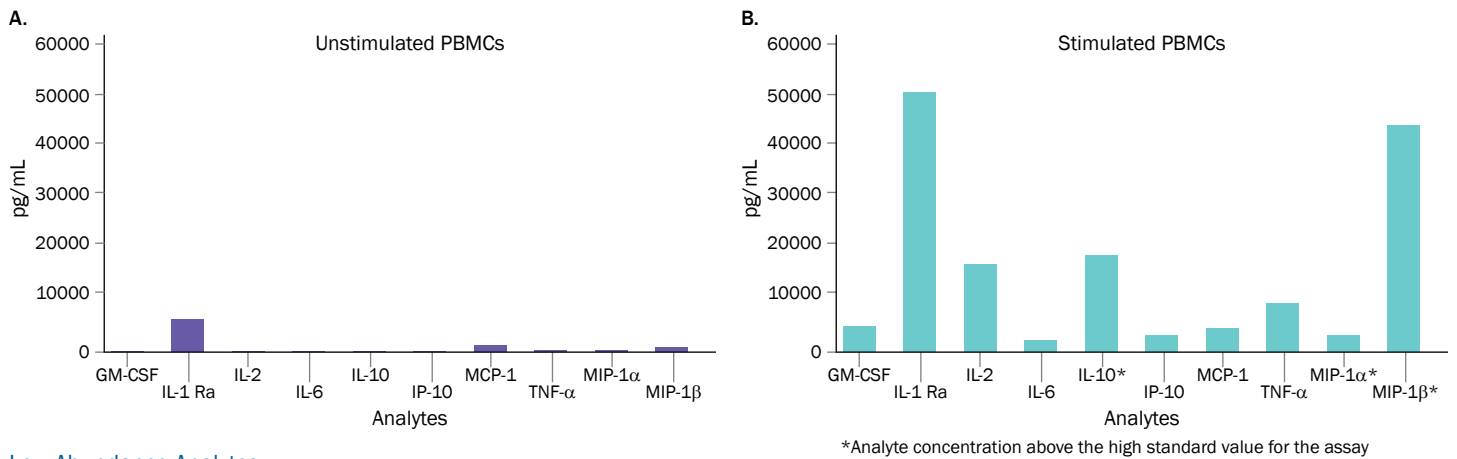 A.
Unstimulated PBMCs
60000
50000
40000
30000
20000
10000
0
pg/mL
GM-CSF
IL-1 Ra
IL-2
IL-6
IL-10
IP-10
MCP-1
TNF-α
MIP-1α
MIP-1β
Analytes
B.
Stimulated PBMCs
60000
50000
40000
30000
20000
10000
0
pg/mL
GM-CSF
IL-1 Ra
IL-2
IL-6
IL-10*
IP-10
MCP-1
TNF-α
MIP-1α*
MIP-1β*
Analytes
*Analyte concentration above the high standard value for the assay